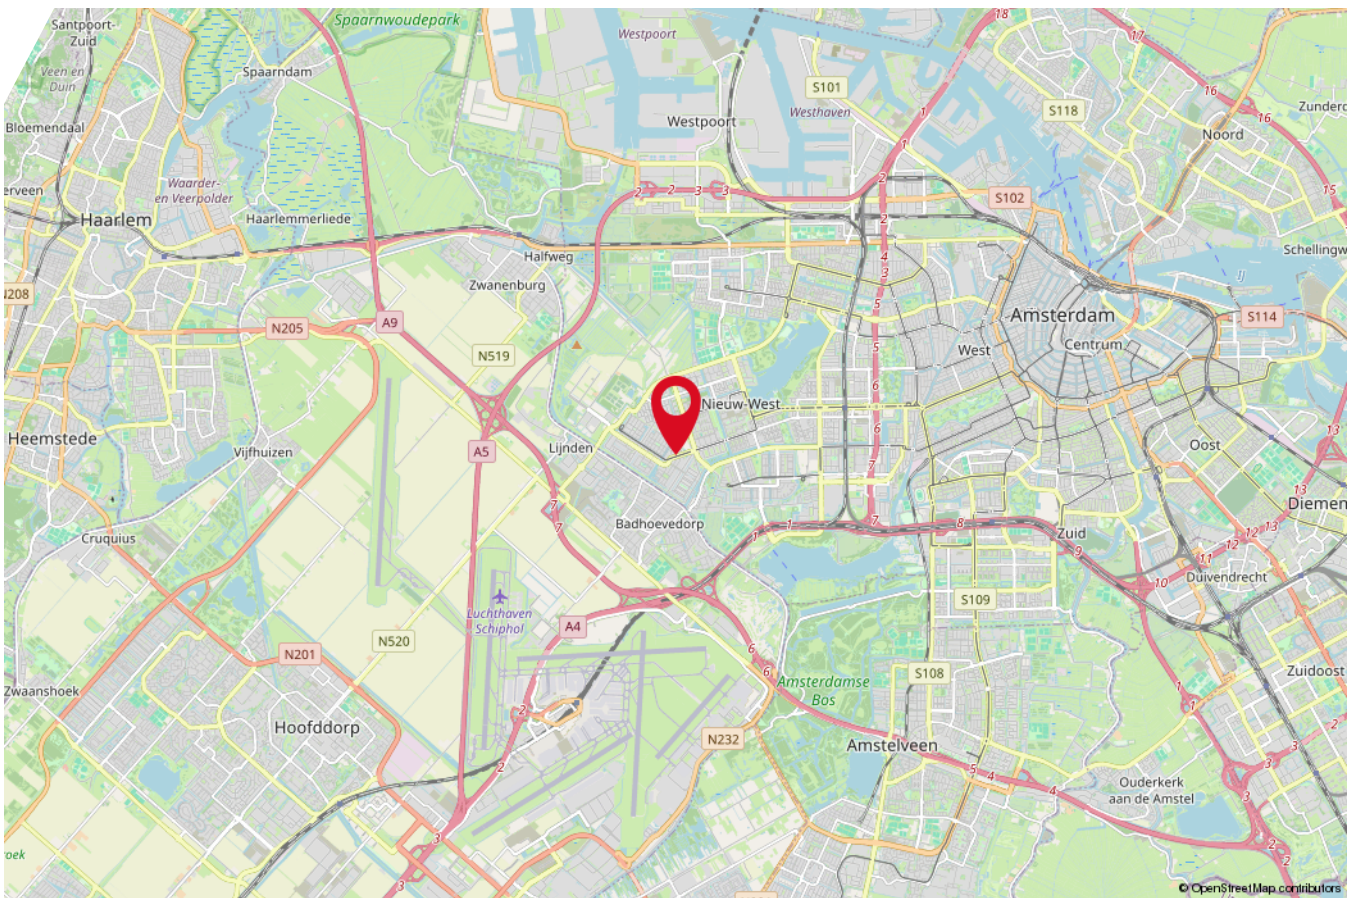 Santpoort-
Zuid
Spaarnwoudepark
Westpoort
18
17
Veen en
Duin
Spaarndam
S101
16
Westhaven
1
S118
Zunderd
16
Bloemendaal
Westpoort
Noord
1
erveen
Waarder-
en Veerpolder
2
2
3
3
2
S102
15
Haarlem
Haarlemmerliede
2
Schellingw
Halfweg
4
3
IJ
Zwanenburg
N208
5
A9
Amsterdam
S114
N205
N519
5
West
Centrum
6
Nieuw-West
6
Heemstede
Lijnden
A5
Vijfhuizen
7
Oost
13
13
7
7
Badhoevedorp
1
1
7
8
Diemen
13
12
12
11
Cruquius
Zuid
9
10
Duivendrecht
Luchthaven
Schiphol
S109
A4
N520
N201
6
6
S108
Zuidoost
Zwaanshoek
Amsterdamse
Bos
1
1
2
2
Hoofddorp
N232
Amstelveen
3
2
5
4
4
Ouderkerk
aan de Amstel
3
3
2
2
oek
3
© OpenStreetMap contributors